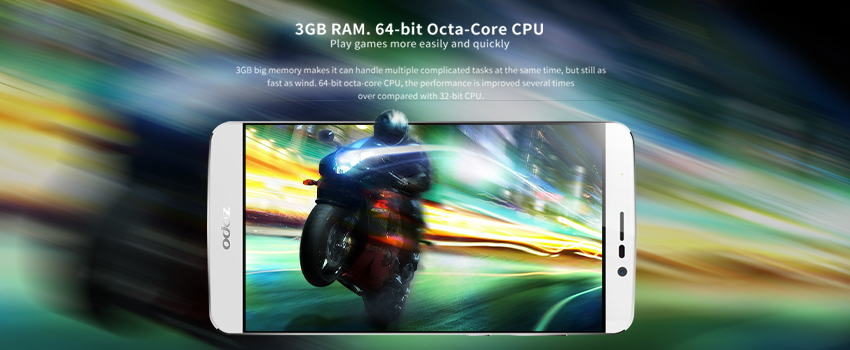 3GB RAM. 64-bit Octa-Core CPU
Play games more easily and quickly
3GB big memory makes it can handle multiple complicated tasks at the same time, but still as
fast as wind. 64-bit octa-core CPU, the performance is improved several times
over compared with 32-bit CPU.
zopo